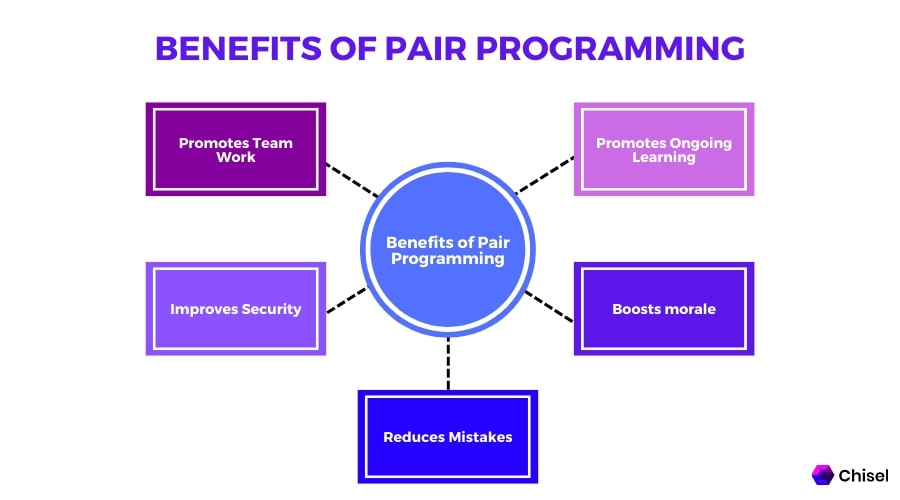 BENEFITS OF PAIR PROGRAMMING
Promotes Team
Work
Promotes Ongoing
Learning
Benefits of Pair
Programming
Improves Security
Boosts morale
Reduces Mistakes
Chisel